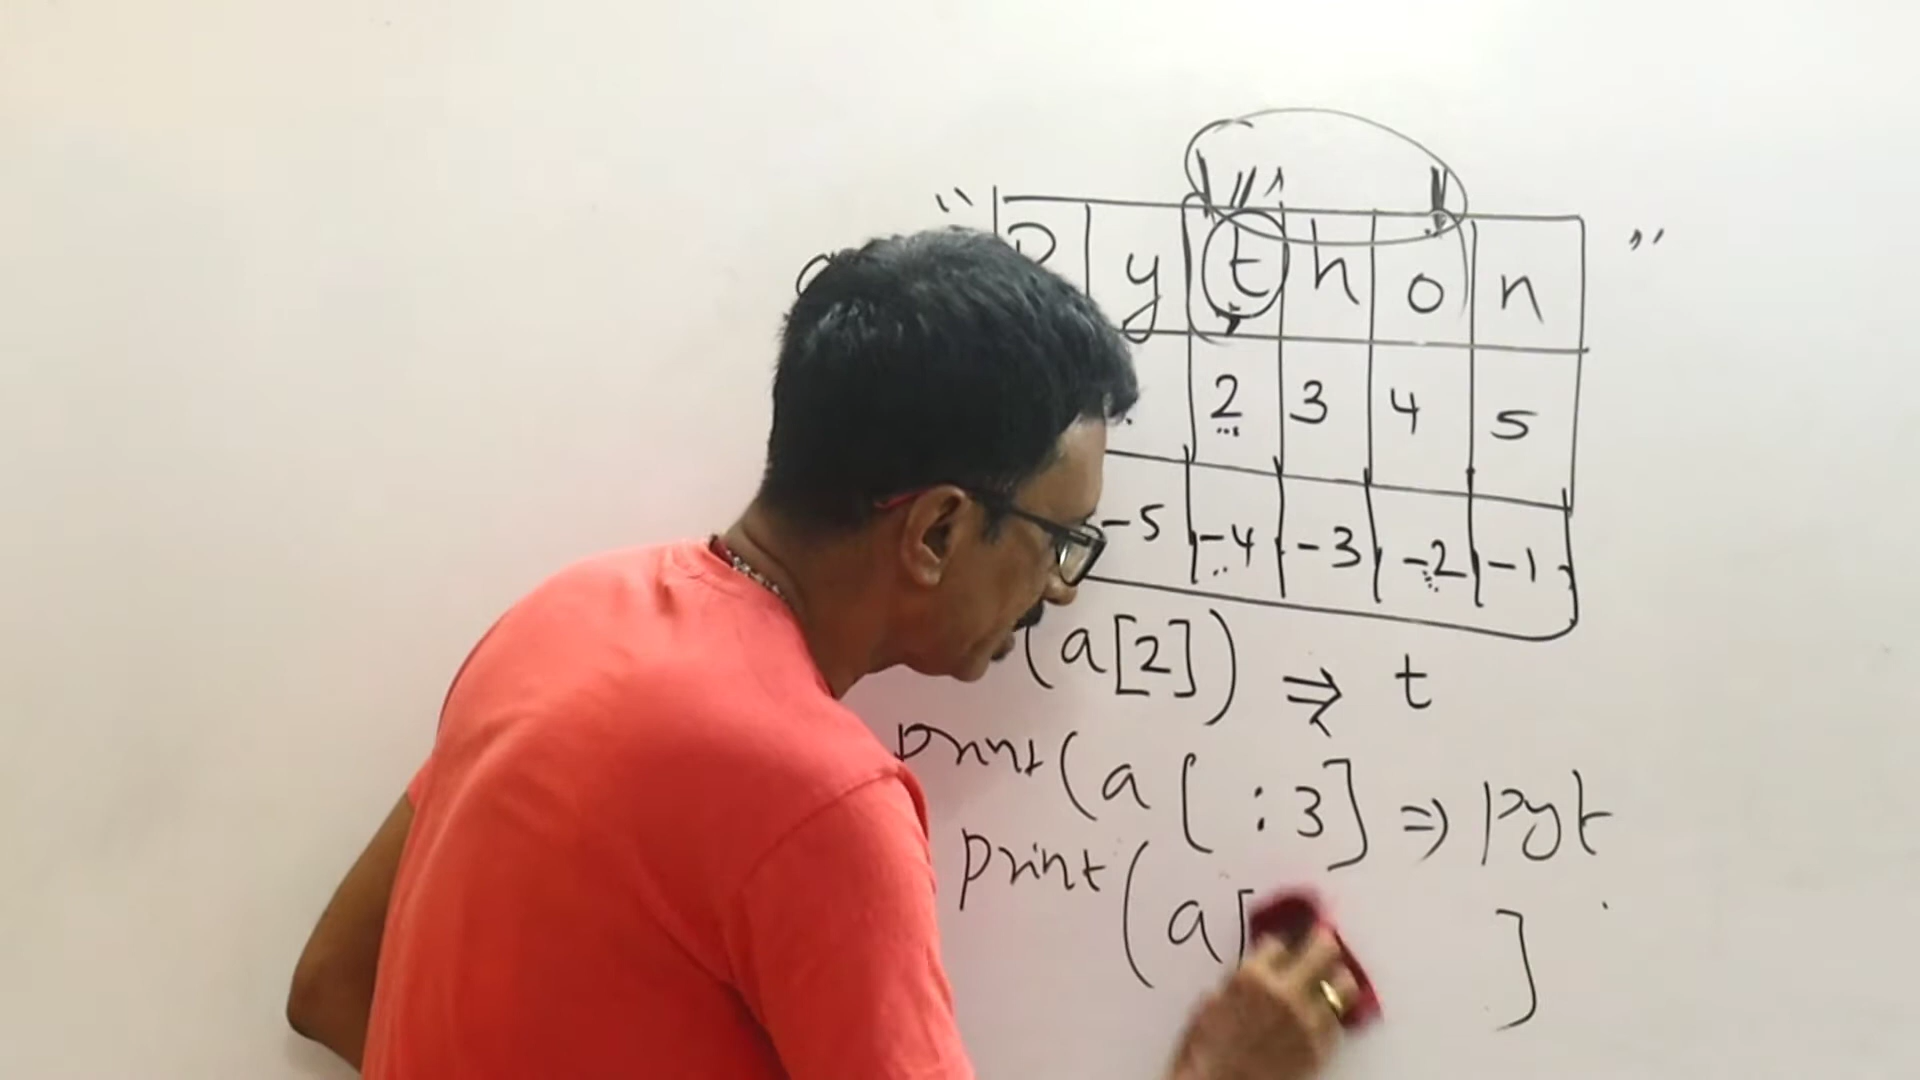 " P y t h o n "
2 3 4 5
-5 -4 -3 -2 -1
(a[2]) ⇒ t
print(a[:3] ⇒ pyt
print(a[ ]